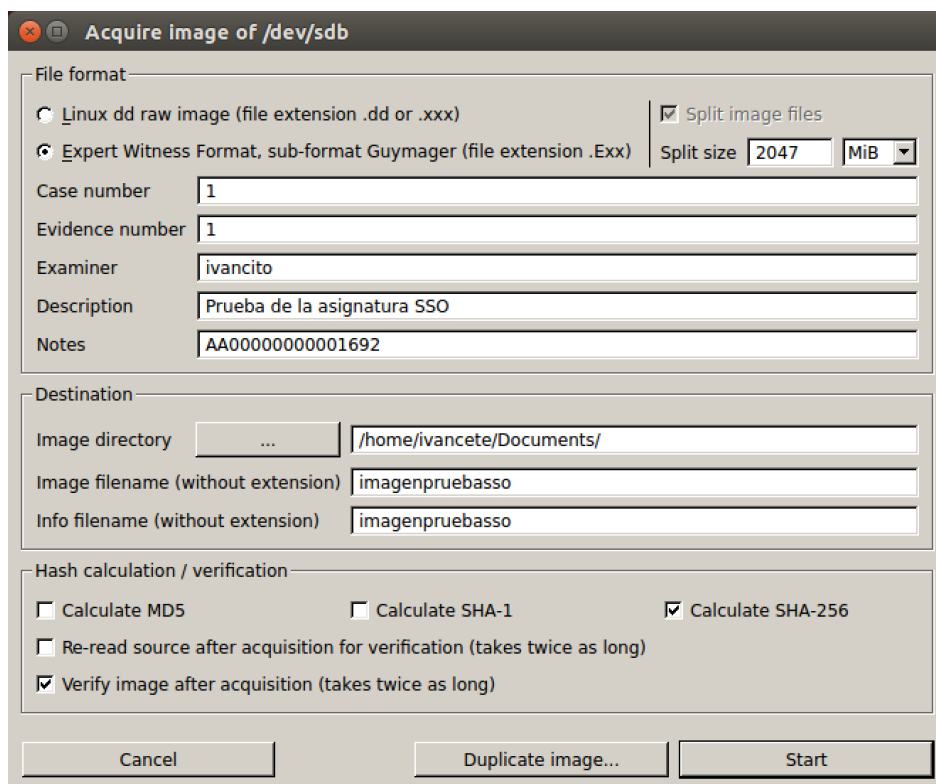 Acquire image of /dev/sdb
File format
Linux dd raw image (file extension .dd or .xxx)
Split image files
Expert Witness Format, sub-format Guymager (file extension .Exx)
Split size 2047 MiB
Case number 1
Evidence number 1
Examiner ivancito
Description Prueba de la asignatura SSO
Notes AA00000000001692
Destination
Image directory ... /home/ivancete/Documents/
Image filename (without extension) imagenpruebasso
Info filename (without extension) imagenpruebasso
Hash calculation / verification
Calculate MD5 Calculate SHA-1 Calculate SHA-256
Re-read source after acquisition for verification (takes twice as long)
Verify image after acquisition (takes twice as long)
Cancel Duplicate image... Start